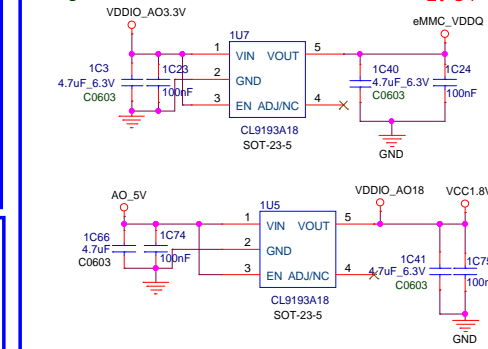 VDDIO_AO3.3V
eMMC_VDDQ
1U7
1 VIN VOUT 5
1C3
4.7uF_6.3V
C0603
1C23
100nF
2 GND
3 EN ADJ/NC 4
1C40
4.7uF_6.3V
C0603
1C24
100nF
CL9193A18
SOT-23-5
GND
AO_5V
VDDIO_AO18
VCC1.8V
1U5
1 VIN VOUT 5
1C66
4.7uF
C0603
1C74
100nF
2 GND
3 EN ADJ/NC 4
1C41
4.7uF_6.3V
C0603
CL9193A18
SOT-23-5
GND